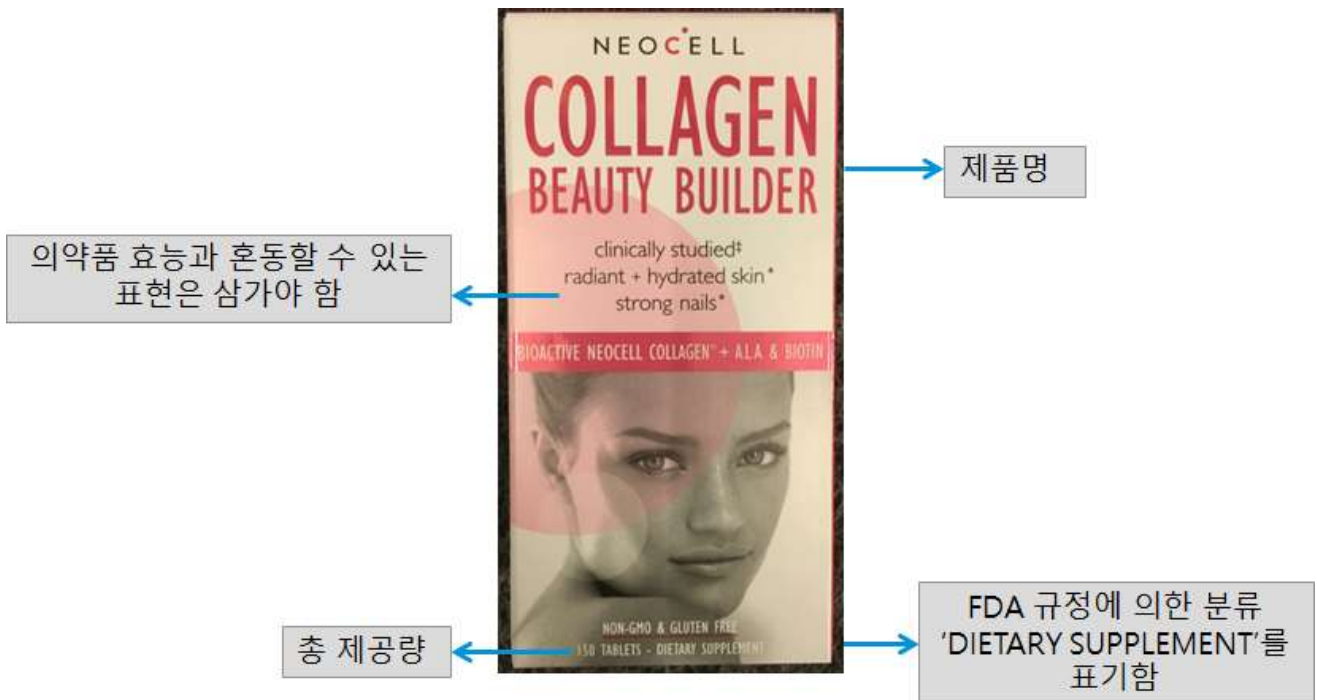 NEOCELL
COLLAGEN
BEAUTY BUILDER
제품명
clinically studied‡
radiant + hydrated skin*
strong nails*
의약품 효능과 혼동할 수 있는
표현은 삼가야 함
BIOACTIVE NEOCELL COLLAGEN™ + ALA & BIOTIN
NON-GMO & GLUTEN FREE
150 TABLETS - DIETARY SUPPLEMENT
총 제공량
FDA 규정에 의한 분류
'DIETARY SUPPLEMENT'를
표기함